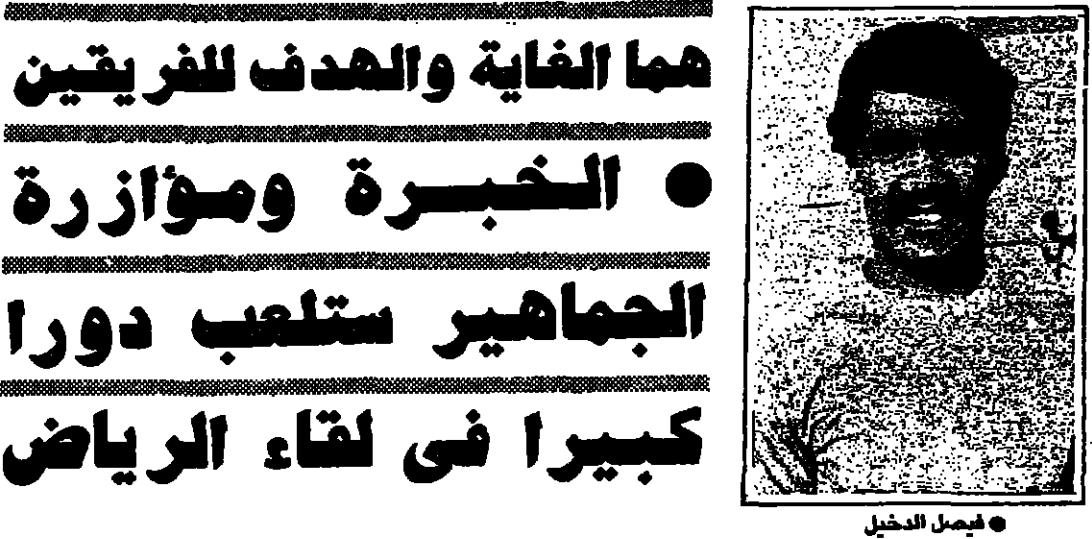 هما الغاية والهدف للفريقين
● الخبرة ومؤازرة
الجماهير ستلعب دورا
كبيرا فى لقاء الرياض
● فيصل الدخيل